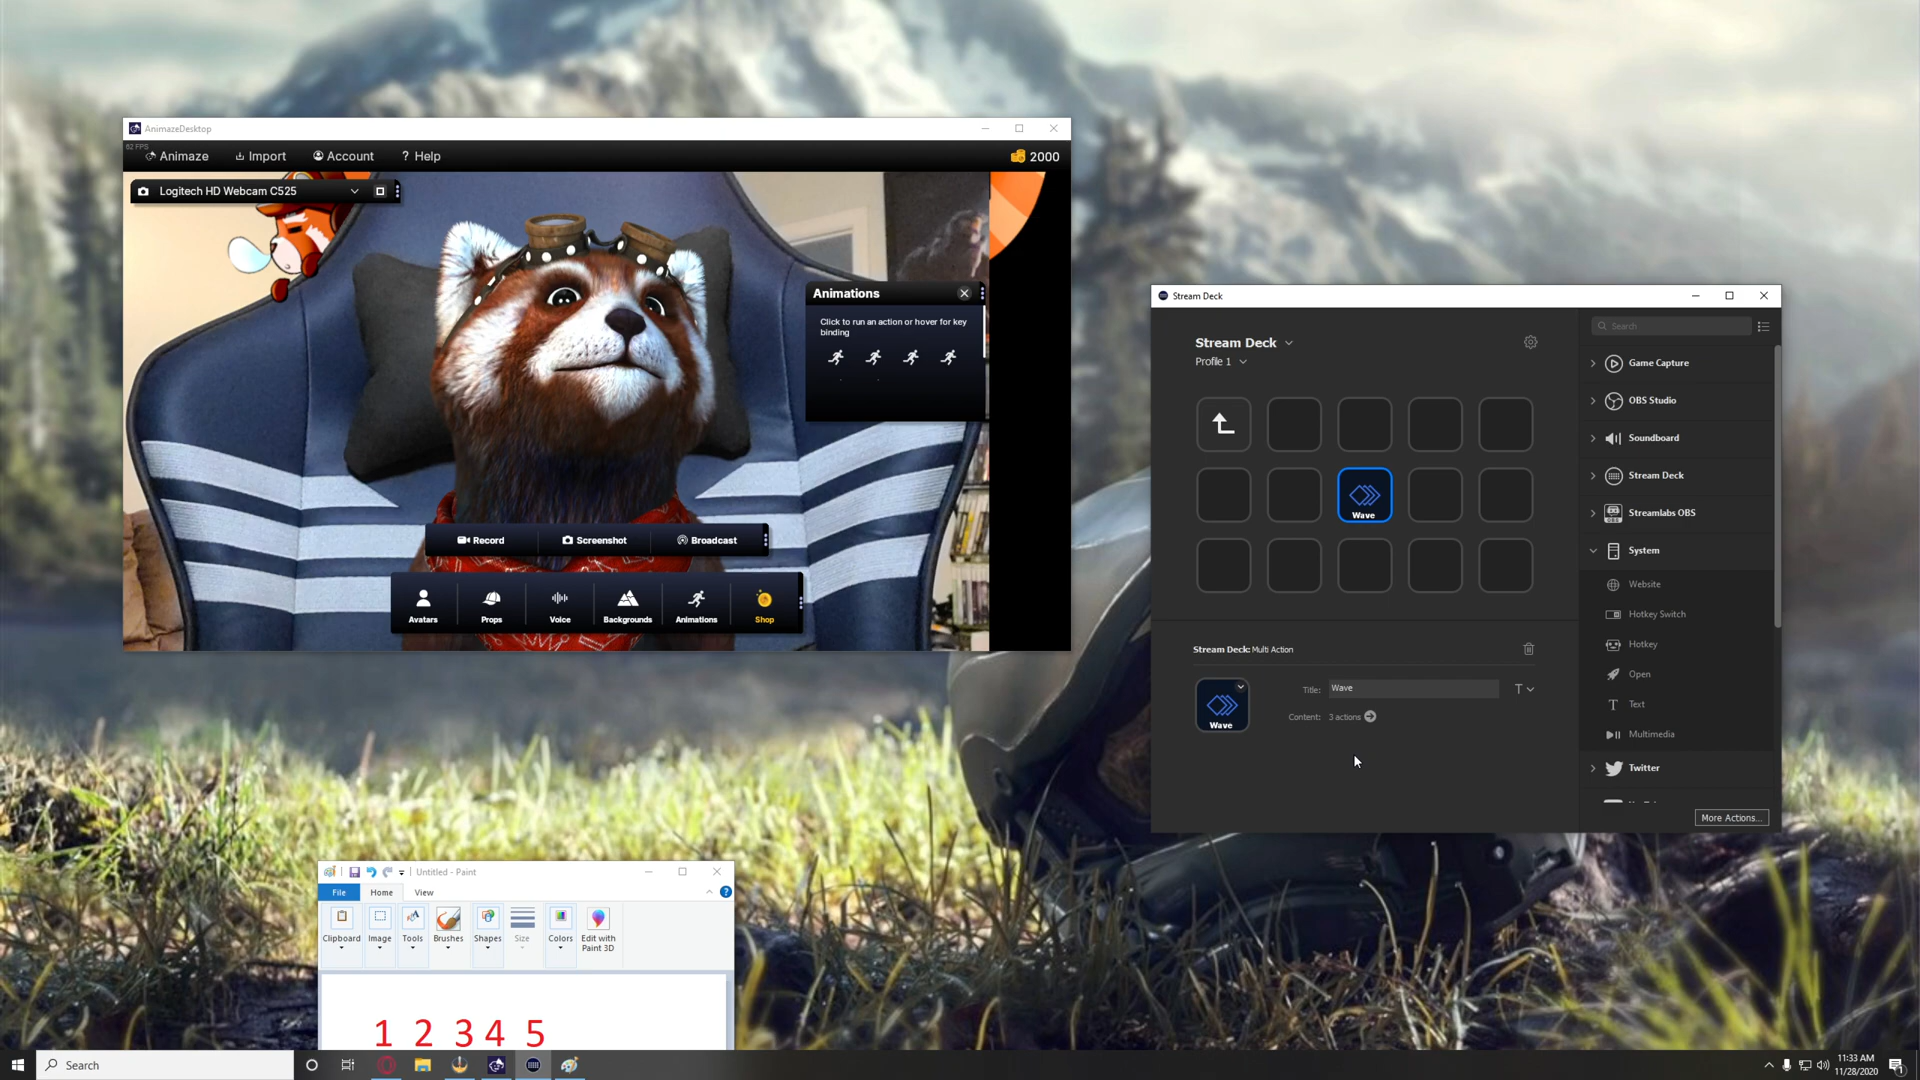 AnimazeDesktop
62 FPS
Animaze
Import
Account
? Help
2000
Logitech HD Webcam C525
Animations
Click to run an action or hover for key
binding
Record
Screenshot
Broadcast
Avatars
Props
Voice
Backgrounds
Animations
Shop
Stream Deck
Stream Deck
Profile 1
Wave
Search
Game Capture
OBS Studio
Soundboard
Stream Deck
Streamlabs OBS
System
Website
Hotkey Switch
Hotkey
Open
T Text
Multimedia
Twitter
More Actions...
Stream Deck: Multi Action
Wave
Title: Wave
T
Content: 3 actions
Untitled - Paint
File Home View
Clipboard
Image
Tools
Brushes
Shapes
Size
Colors
Edit with
Paint 3D
1 2 3 4 5
Search
11:33 AM
11/28/2020
1